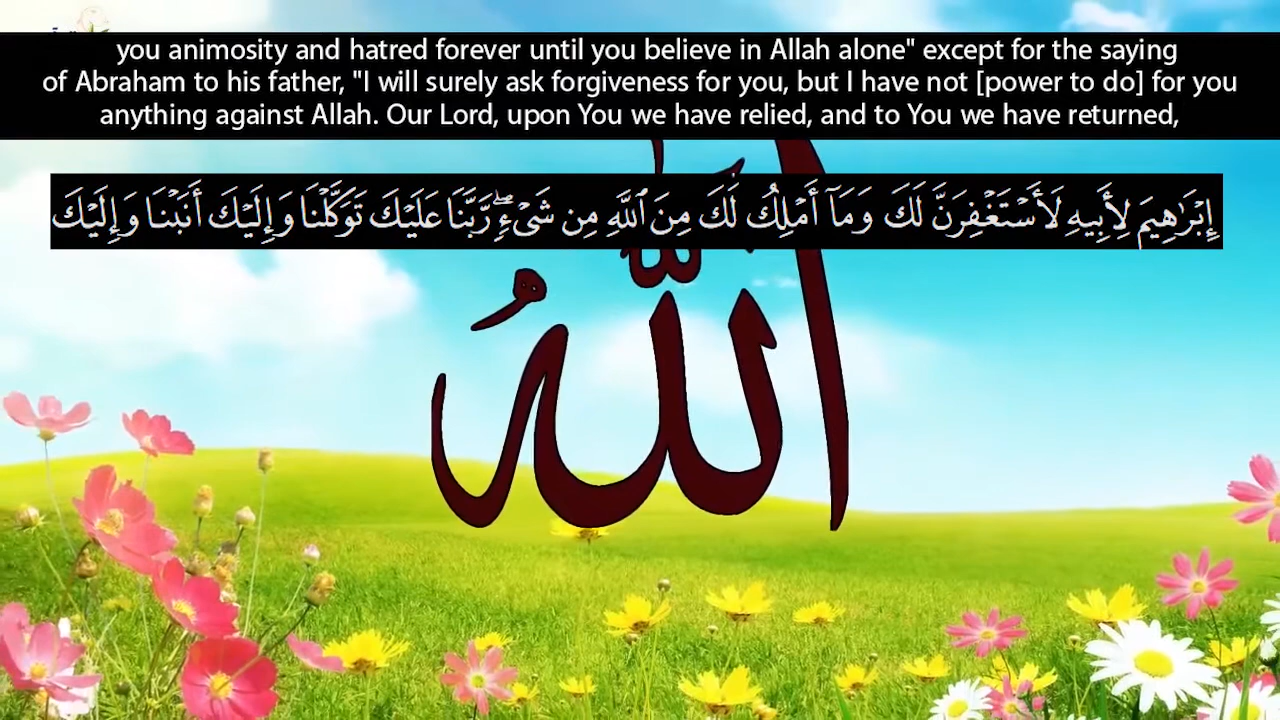 you animosity and hatred forever until you believe in Allah alone" except for the saying
of Abraham to his father, "I will surely ask forgiveness for you, but I have not [power to do] for you
anything against Allah. Our Lord, upon You we have relied, and to You we have returned,
إِبْرَٰهِيمَ لِأَبِيهِ لَأَسْتَغْفِرَنَّ لَكَ وَمَآ أَمْلِكُ لَكَ مِنَ ٱللَّهِ مِن شَىْءٍۖ رَّبَّنَا عَلَيْكَ تَوَكَّلْنَا وَإِلَيْكَ أَنَبْنَا وَإِلَيْكَ
الله